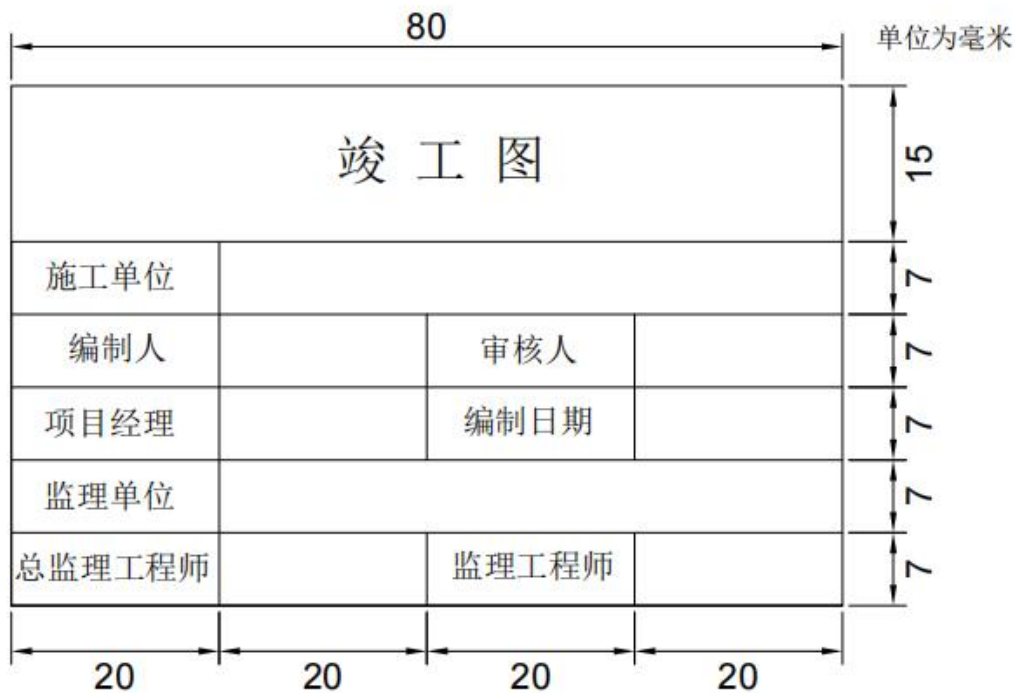 80
单位为毫米
竣工图
15
施工单位
7
编制人 审核人
7
项目经理 编制日期
7
监理单位
7
总监理工程师 监理工程师
7
20 20 20 20